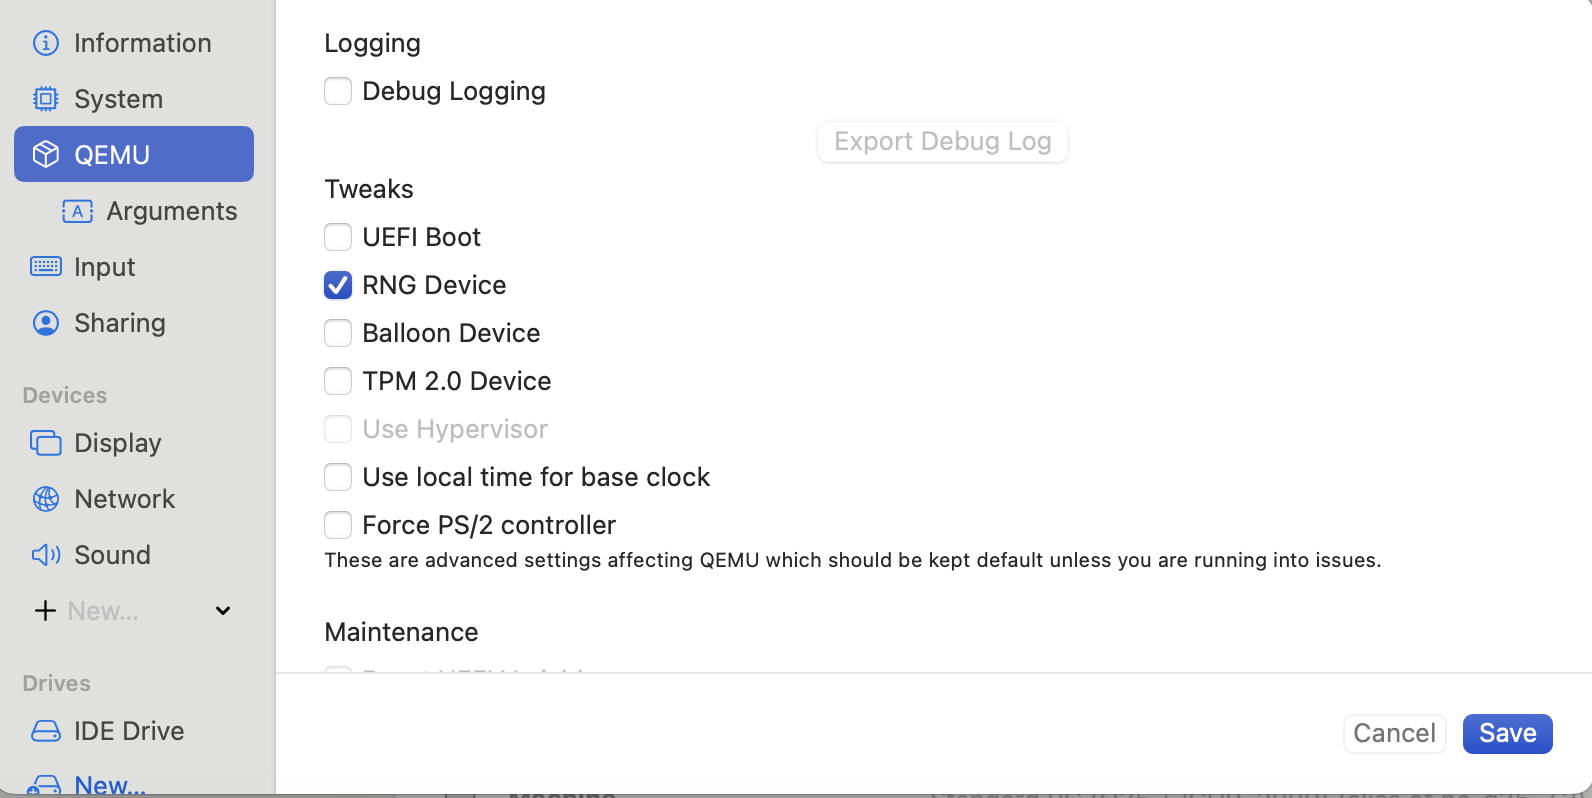 Information
System
QEMU
A
Arguments
Input
Sharing
Devices
Display
Network
Sound
New...
Drives
IDE Drive
New...
Logging
Debug Logging
Export Debug Log
Tweaks
UEFI Boot
RNG Device
Balloon Device
TPM 2.0 Device
Use Hypervisor
Use local time for base clock
Force PS/2 controller
These are advanced settings affecting QEMU which should be kept default unless you are running into issues.
Maintenance
Cancel
Save